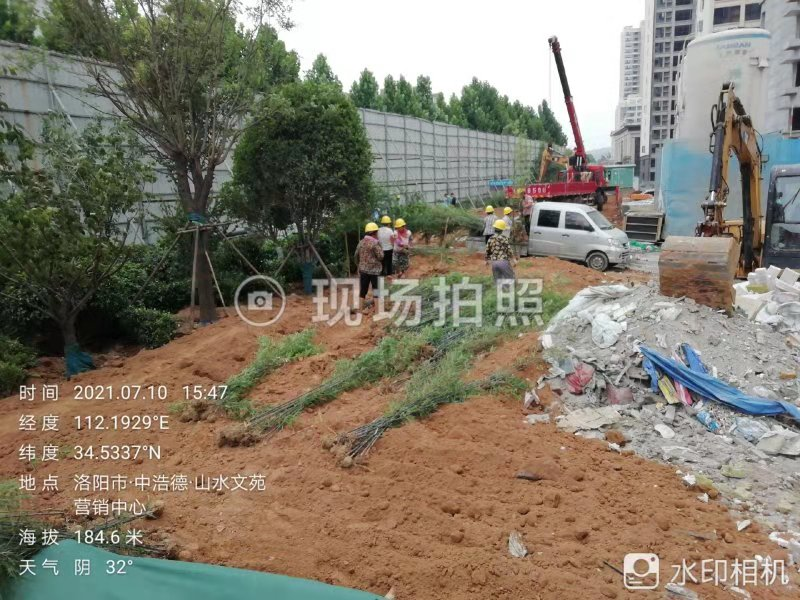 现场拍照
时间 2021.07.10 15:47
经度 112.1929°E
纬度 34.5337°N
地点 洛阳市·中浩德·山水文苑
营销中心
海拔 184.6 米
天气 阴 32°
水印相机